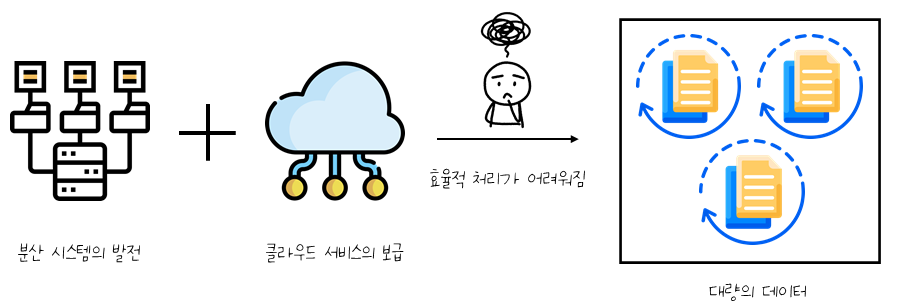 효율적 처리가 어려워짐
분산 시스템의 발전
클라우드 서비스의 보급
대량의 데이터